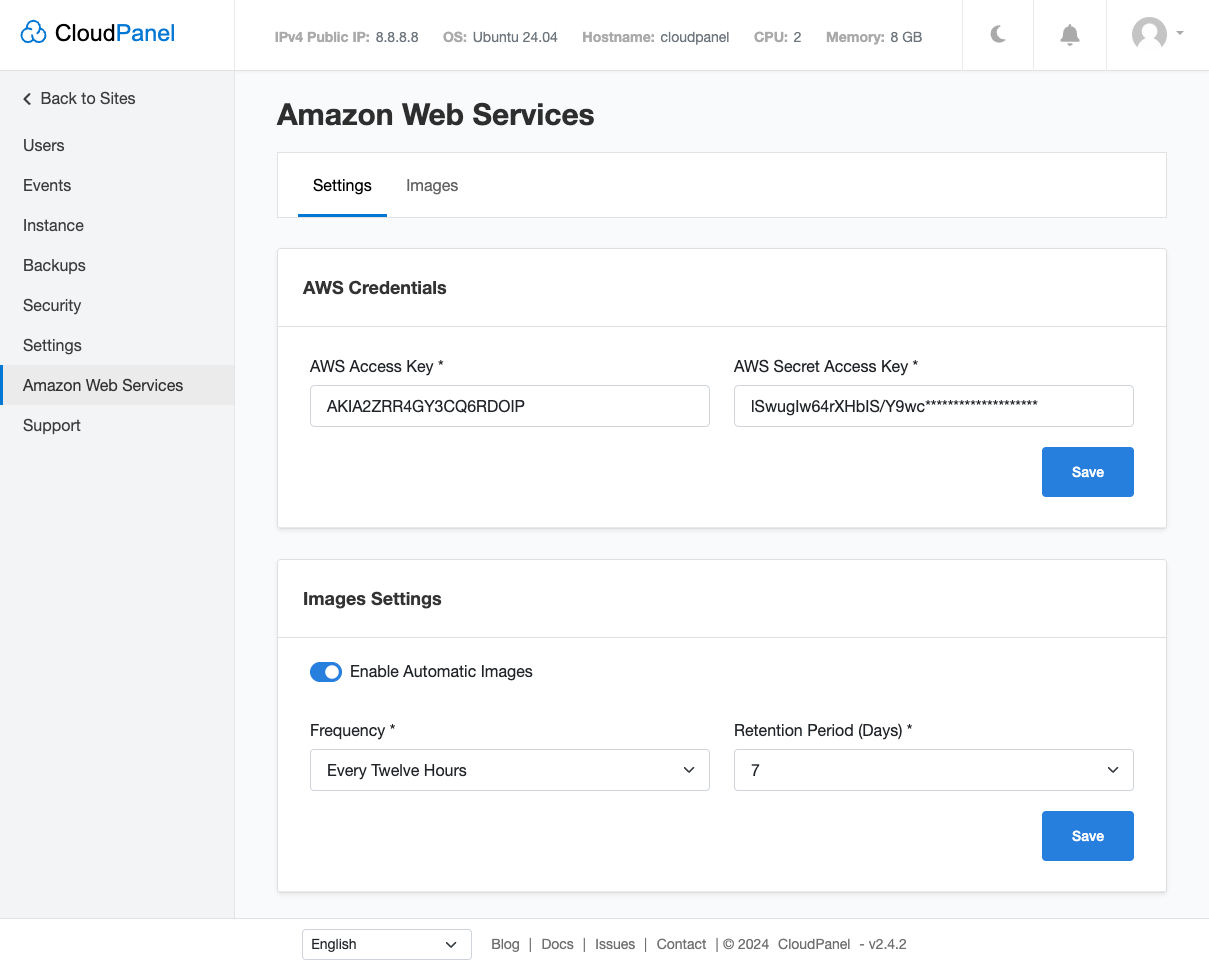 CloudPanel
IPv4 Public IP: 8.8.8.8 OS: Ubuntu 24.04 Hostname: cloudpanel CPU: 2 Memory: 8 GB
Back to Sites
Users
Events
Instance
Backups
Security
Settings
Amazon Web Services
Support
Amazon Web Services
Settings Images
AWS Credentials
AWS Access Key * AWS Secret Access Key *
AKIA2ZRR4GY3CQ6RDOIP lSwugIw64rXHbIS/Y9wc********************
Save
Images Settings
Enable Automatic Images
Frequency * Retention Period (Days) *
Every Twelve Hours 7
Save
English Blog | Docs | Issues | Contact | © 2024 CloudPanel - v2.4.2